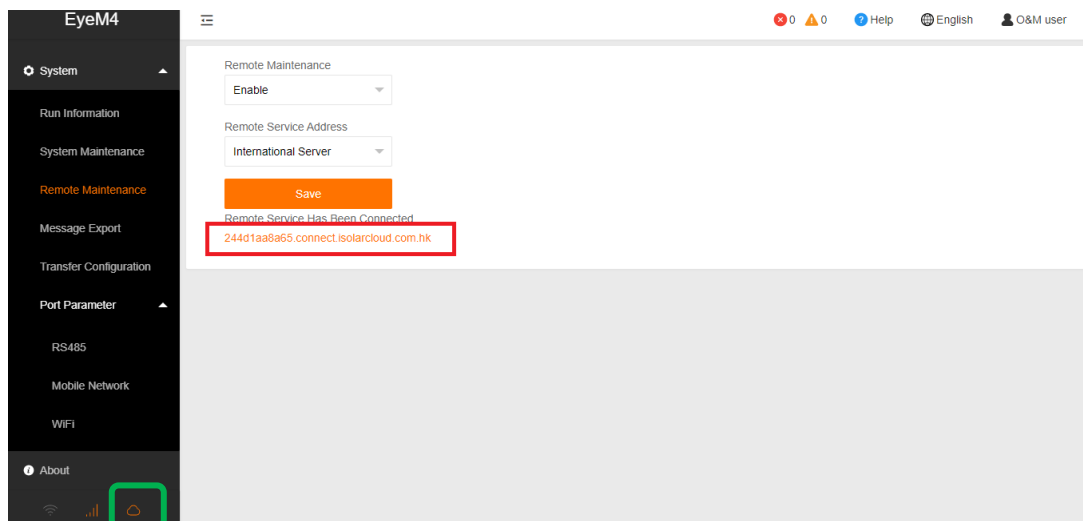 EyeM4
0 0 Help English O&M user
System
Run Information
System Maintenance
Remote Maintenance
Message Export
Transfer Configuration
Port Parameter
RS485
Mobile Network
WiFi
About
Remote Maintenance
Enable
Remote Service Address
International Server
Save
Remote Service Has Been Connected
244d1aa8a65.connect.isolarcloud.com.hk